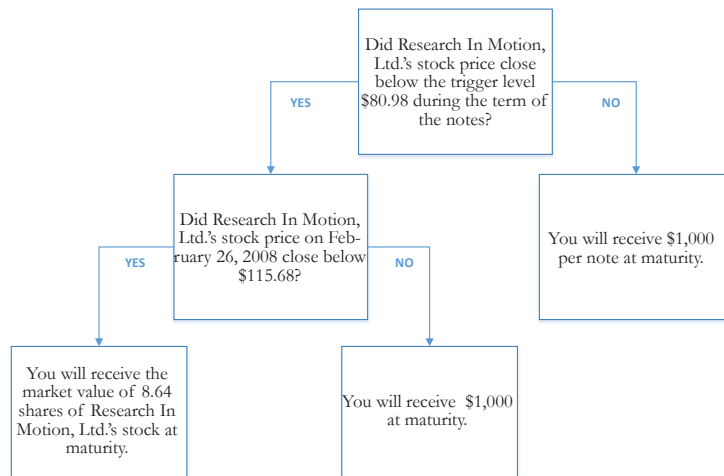 Did Research In Motion,
Ltd.'s stock price close
below the trigger level
$80.98 during the term of
the notes?
YES
NO
Did Research In Motion,
Ltd.'s stock price on Feb-
ruary 26, 2008 close below
$115.68?
You will receive $1,000
per note at maturity.
YES
NO
You will receive the
market value of 8.64
shares of Research In
Motion, Ltd.'s stock at
maturity.
You will receive $1,000
at maturity.